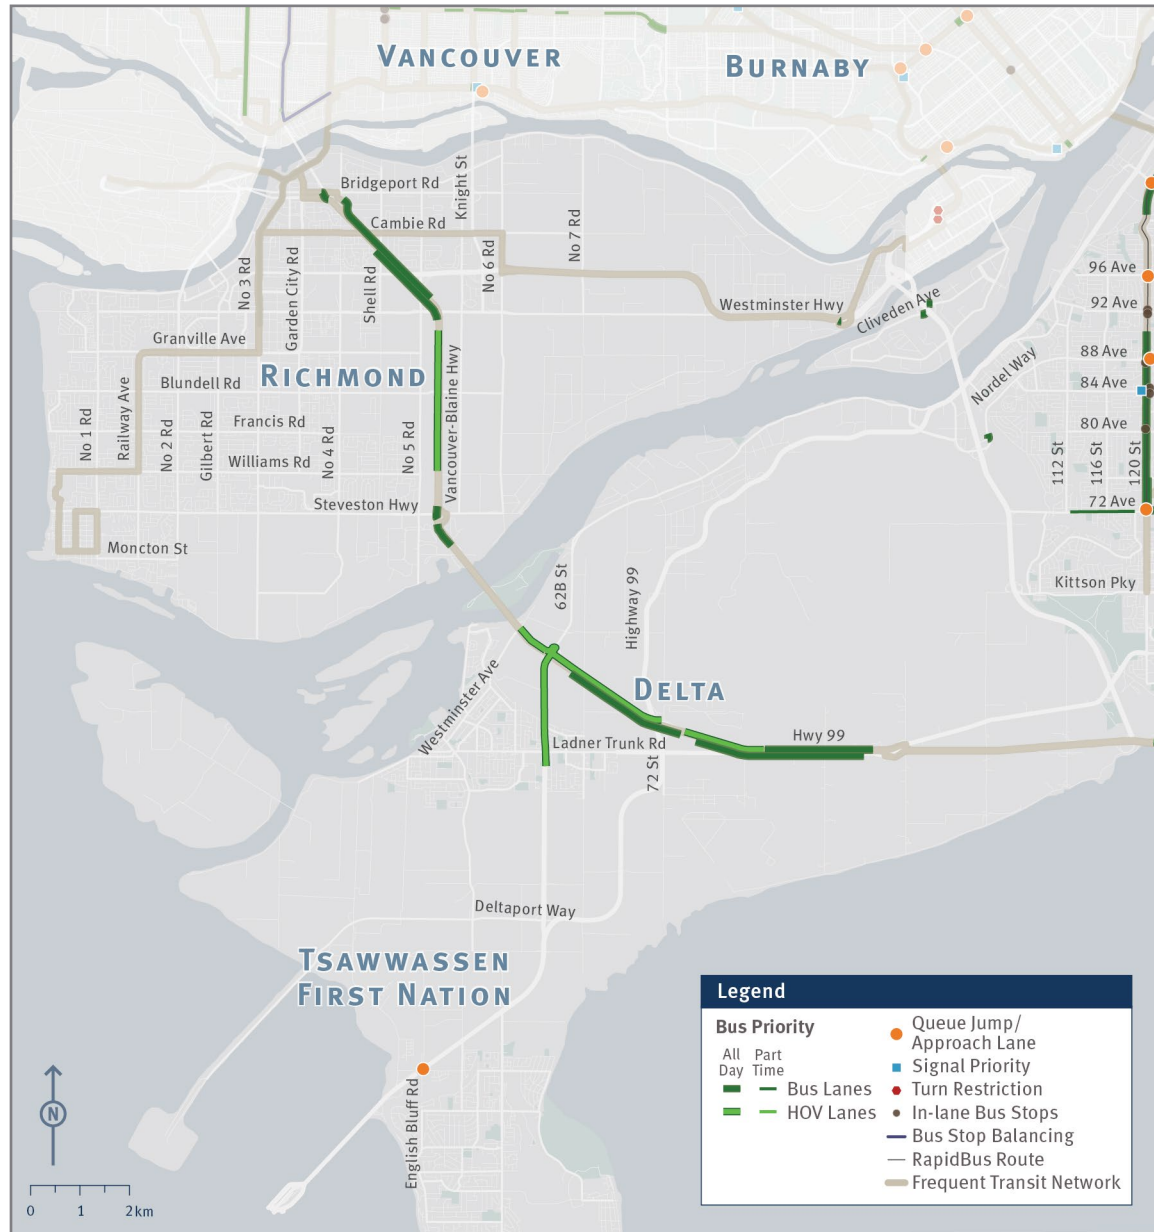 VANCOUVER
BURNABY
Bridgeport Rd
Knight St
Cambie Rd
No 7 Rd
No 6 Rd
No 3 Rd
Garden City Rd
Shell Rd
96 Ave
Westminster Hwy
Cliveden Ave
92 Ave
Granville Ave
88 Ave
RICHMOND
Vancouver-Blaine Hwy
Nordel Way
Blundell Rd
84 Ave
Railway Ave
No 1 Rd
No 2 Rd
Gilbert Rd
Francis Rd
No 4 Rd
No 5 Rd
80 Ave
Williams Rd
112 St
116 St
120 St
Steveston Hwy
72 Ave
Moncton St
62B St
Highway 99
Kittson Pky
Westminster Ave
DELTA
Ladner Trunk Rd
Hwy 99
72 St
Deltaport Way
TSAWWASSEN
FIRST NATION
English Bluff Rd
N
0 1 2km
Legend
Bus Priority
All
Day
Part
Time
Bus Lanes
HOV Lanes
Queue Jump/
Approach Lane
Signal Priority
Turn Restriction
In-lane Bus Stops
Bus Stop Balancing
RapidBus Route
Frequent Transit Network